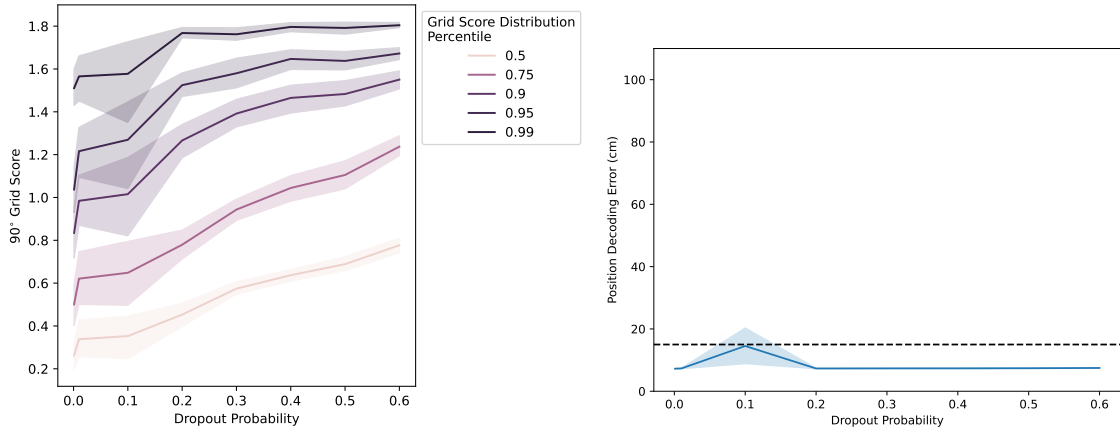 1.8
1.6
1.4
1.2
1.0
0.8
0.6
0.4
0.2
90° Grid Score
0.0 0.1 0.2 0.3 0.4 0.5 0.6
Dropout Probability
Grid Score Distribution
Percentile
0.5
0.75
0.9
0.95
0.99
100
80
60
40
20
0
Position Decoding Error (cm)
0.0 0.1 0.2 0.3 0.4 0.5 0.6
Dropout Probability